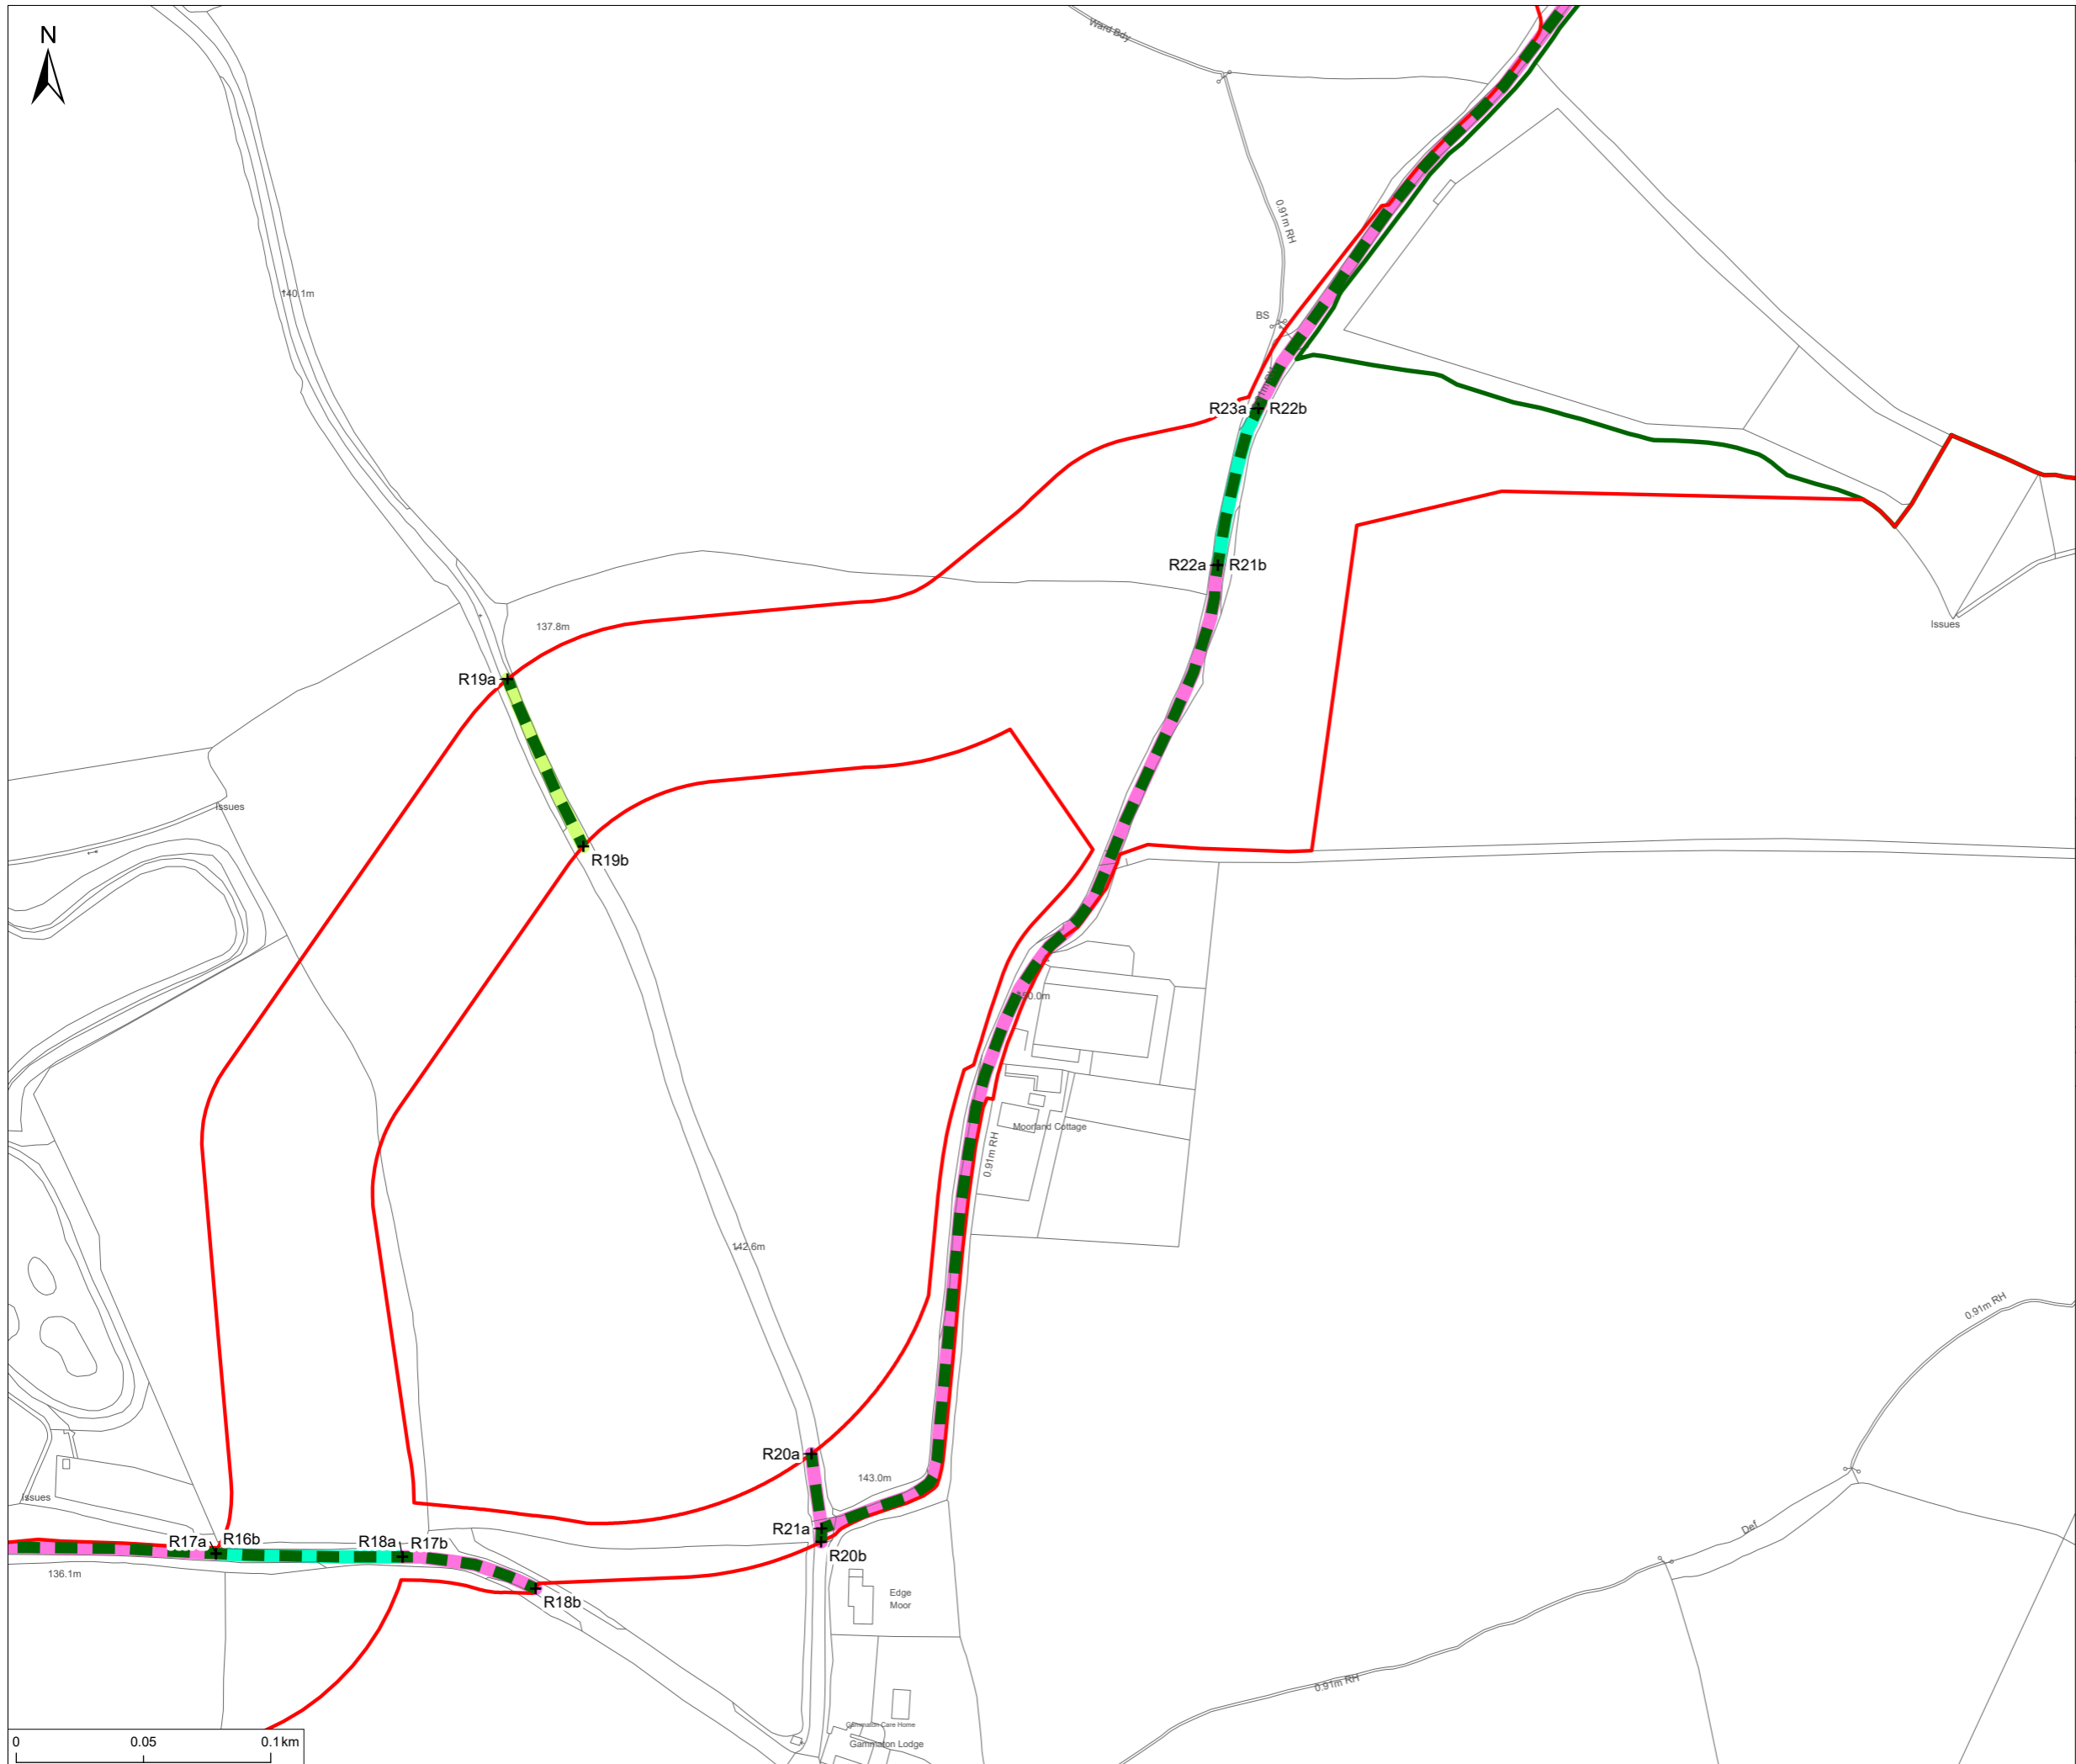 Ward Bdy
N
0.91m RH
140.1m
BS
R23a
R22b
R22a
R21b
Issues
137.8m
R19a
Issues
R19b
Moorland Cottage
0.91m RH
142.6m
0.91m RH
R20a
143.0m
Issues
R17a
R16b
R18a
R17b
R21a
R20b
Def
136.1m
R18b
Edge
Moor
0.91m RH
Gammaton Care Home
Gammaton Lodge
0
0.05
0.1 km